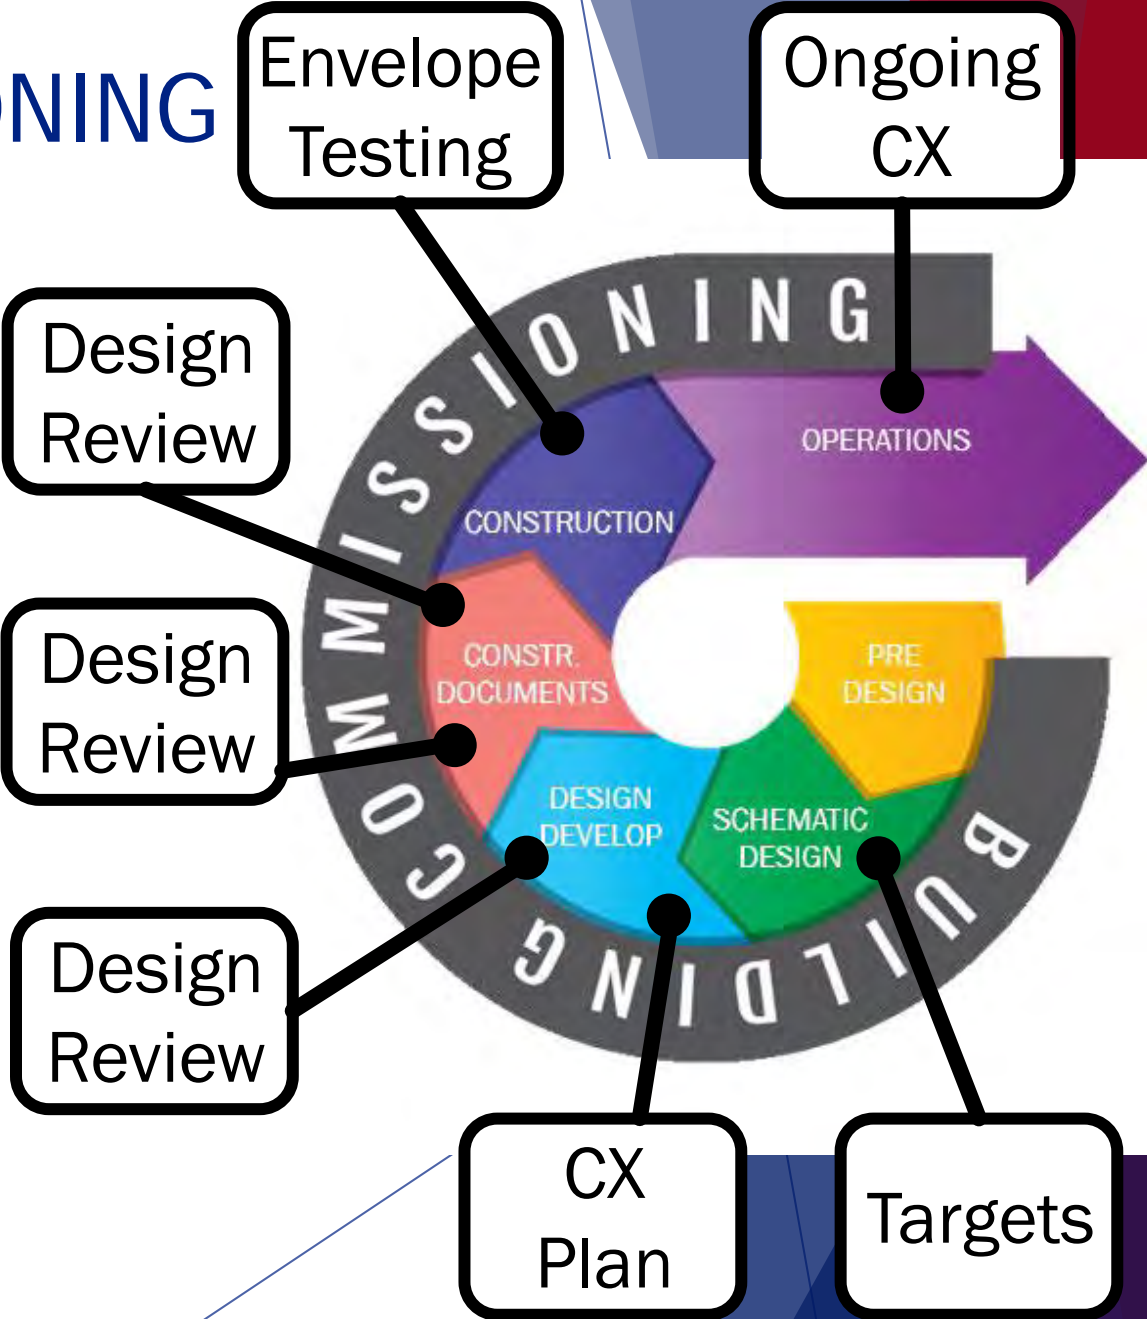 ONING
Envelope
Testing
Ongoing
CX
Design
Review
Design
Review
Design
Review
CX
Plan
Targets
BUILDING COMMISSIONING
PRE
DESIGN
SCHEMATIC
DESIGN
DESIGN
DEVELOP
CONSTR.
DOCUMENTS
CONSTRUCTION
OPERATIONS